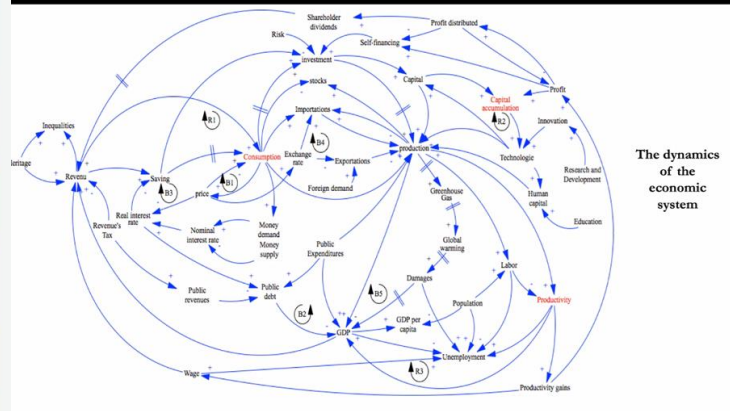 Shareholder
dividends
Profit distributed
Risk
Self-financing
investment
stocks
Capital
Profit
Capital
accumulation
R2
Importations
Innovation
R1
Inequalities
B4
production
Consumption
Exchange
rate
Exportations
Technologie
Revenu
Saving
B3
B1
price
Foreign demand
Greenhouse
Gas
Human
capital
Research and
Development
Real interest
rate
Revenue's
Tax
Nominal
interest rate
Money
demand
Money
supply
Education
Public
Expenditures
Global
warming
Damages
Labor
Public
revenues
Public
debt
B5
Population
Productivity
B2
GDP
GDP per
capita
Unemployment
R3
Wage
Productivity gains
The dynamics
of the
economic
system